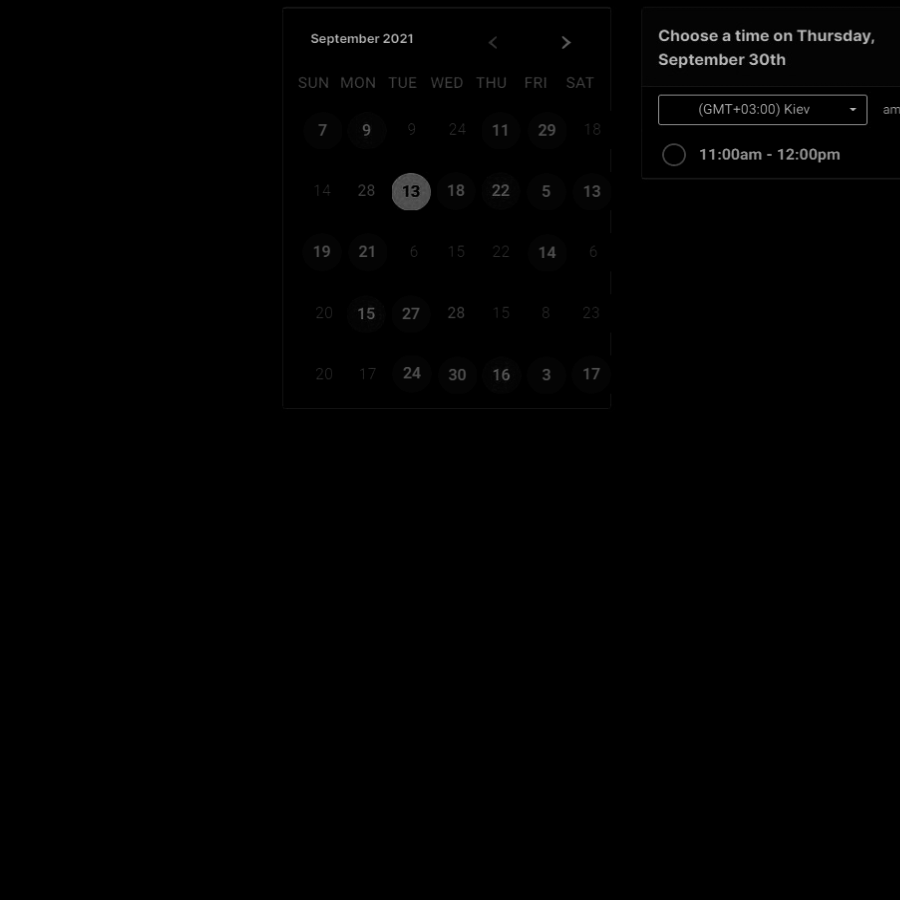 September 2021
SUN MON TUE WED THU FRI SAT
7 9 9 24 11 29 18
14 28 13 18 22 5 13
19 21 6 15 22 14 6
20 15 27 28 15 8 23
20 17 24 30 16 3 17
Choose a time on Thursday,
September 30th
(GMT+03:00) Kiev am
11:00am - 12:00pm